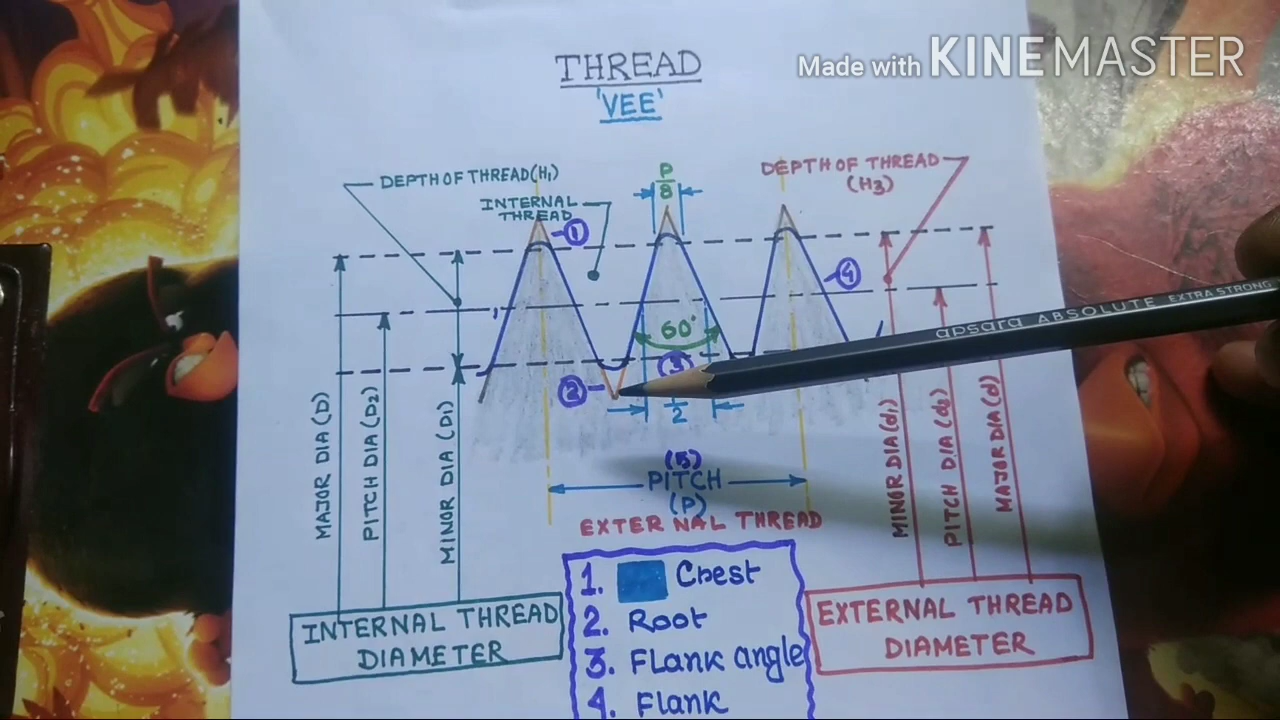 Made with KINEMASTER
THREAD
'VEE'
DEPTH OF THREAD (H1)
INTERNAL
THREAD
P
8
DEPTH OF THREAD
(H3)
1
4
60°
3
2
2
MAJOR DIA (D)
PITCH DIA (D2)
MINOR DIA (D1)
(5)
PITCH
(P)
EXTERNAL THREAD
MINOR DIA (d1)
PITCH DIA (d2)
MAJOR DIA (d)
apsara ABSOLUTE EXTRA STRONG
INTERNAL THREAD
DIAMETER
1. Crest
2. Root
3. Flank angle
4. Flank
EXTERNAL THREAD
DIAMETER